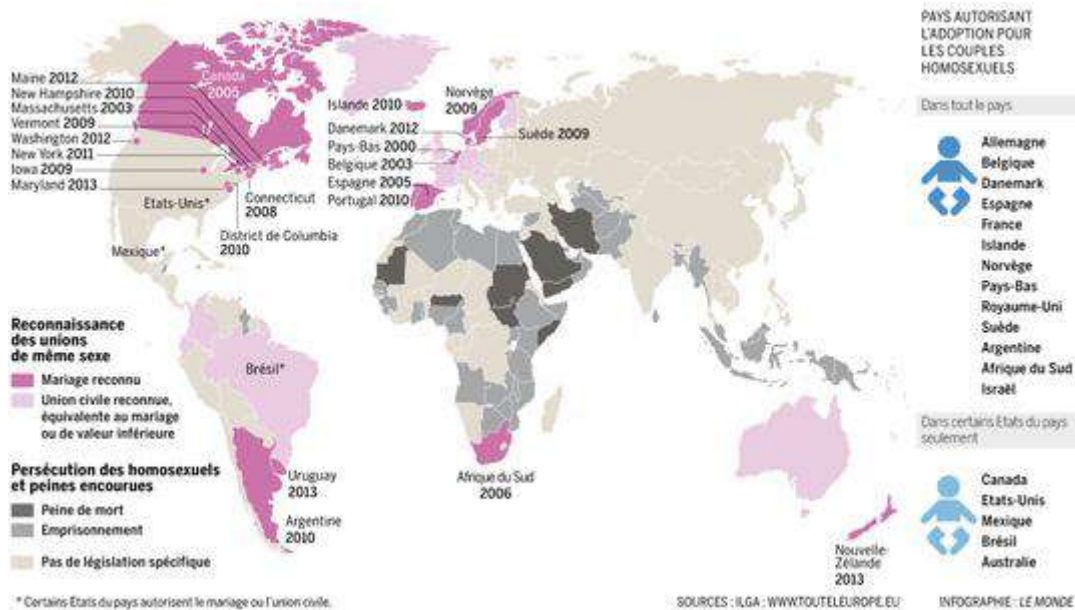 Maine 2012
New Hampshire 2010
Massachusetts 2003
Vermont 2009
Washington 2012
New York 2011
Iowa 2009
Maryland 2013
Canada
2005
Etats-Unis*
Connecticut
2008
District de Columbia
2010
Mexique*
Islande 2010
Norvège
2009
Danemark 2012
Suède 2009
Pays-Bas 2000
Belgique 2003
Espagne 2005
Portugal 2010
Brésil*
Uruguay
2013
Argentine
2010
Afrique du Sud
2006
Nouvelle-
Zélande
2013
Reconnaissance
des unions
de même sexe
Mariage reconnu
Union civile reconnue,
équivalente au mariage
ou de valeur inférieure
Persécution des homosexuels
et peines encourues
Peine de mort
Emprisonnement
Pas de législation spécifique
* Certains Etats du pays autorisent le mariage ou l'union civile.
PAYS AUTORISANT
L'ADOPTION POUR
LES COUPLES
HOMOSEXUELS
Dans tout le pays
Allemagne
Belgique
Danemark
Espagne
France
Islande
Norvège
Pays-Bas
Royaume-Uni
Suède
Argentine
Afrique du Sud
Israël
Dans certains Etats du pays
seulement
Canada
Etats-Unis
Mexique
Brésil
Australie
SOURCES : ILGA ; WWW.TOUTELEUROPE.EU
INFOGRAPHIE : LE MONDE